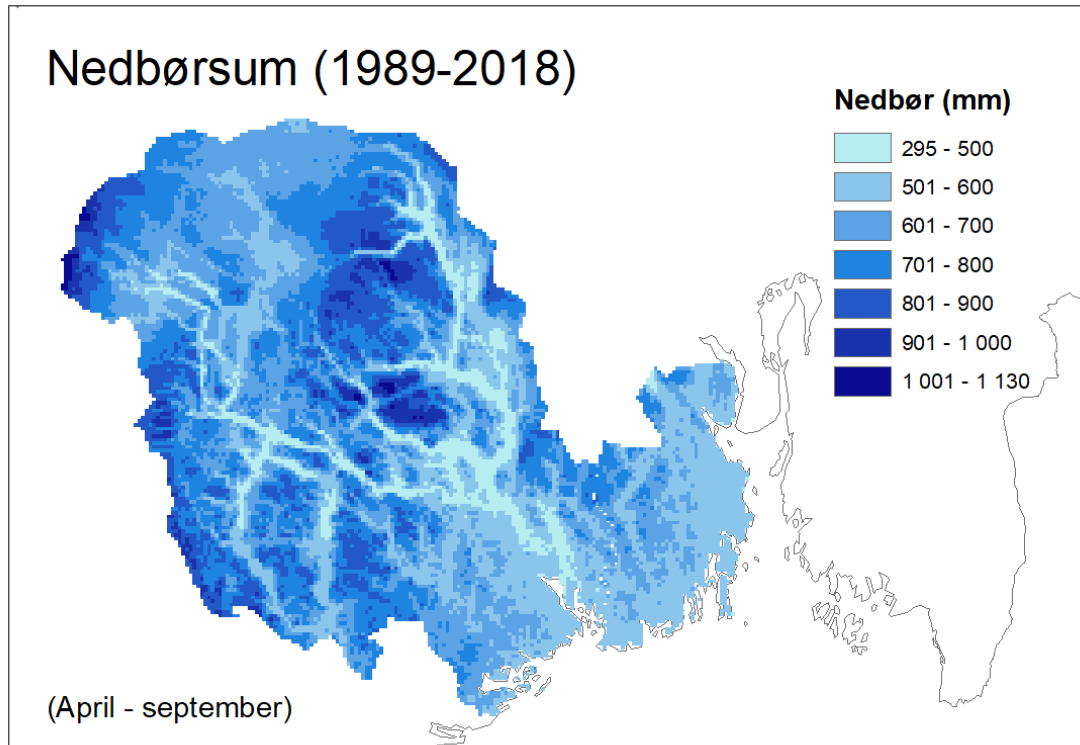 Nedbørsum (1989-2018)
Nedbør (mm)
295 - 500
501 - 600
601 - 700
701 - 800
801 - 900
901 - 1 000
1 001 - 1 130
(April - september)